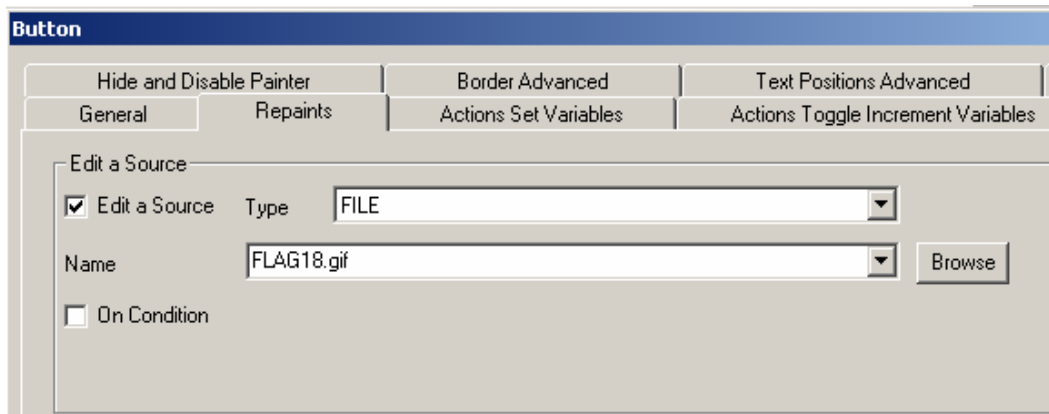 Button
Hide and Disable Painter Border Advanced Text Positions Advanced
General Repaints Actions Set Variables Actions Toggle Increment Variables
Edit a Source
Edit a Source Type FILE
Name FLAG18.gif Browse
On Condition